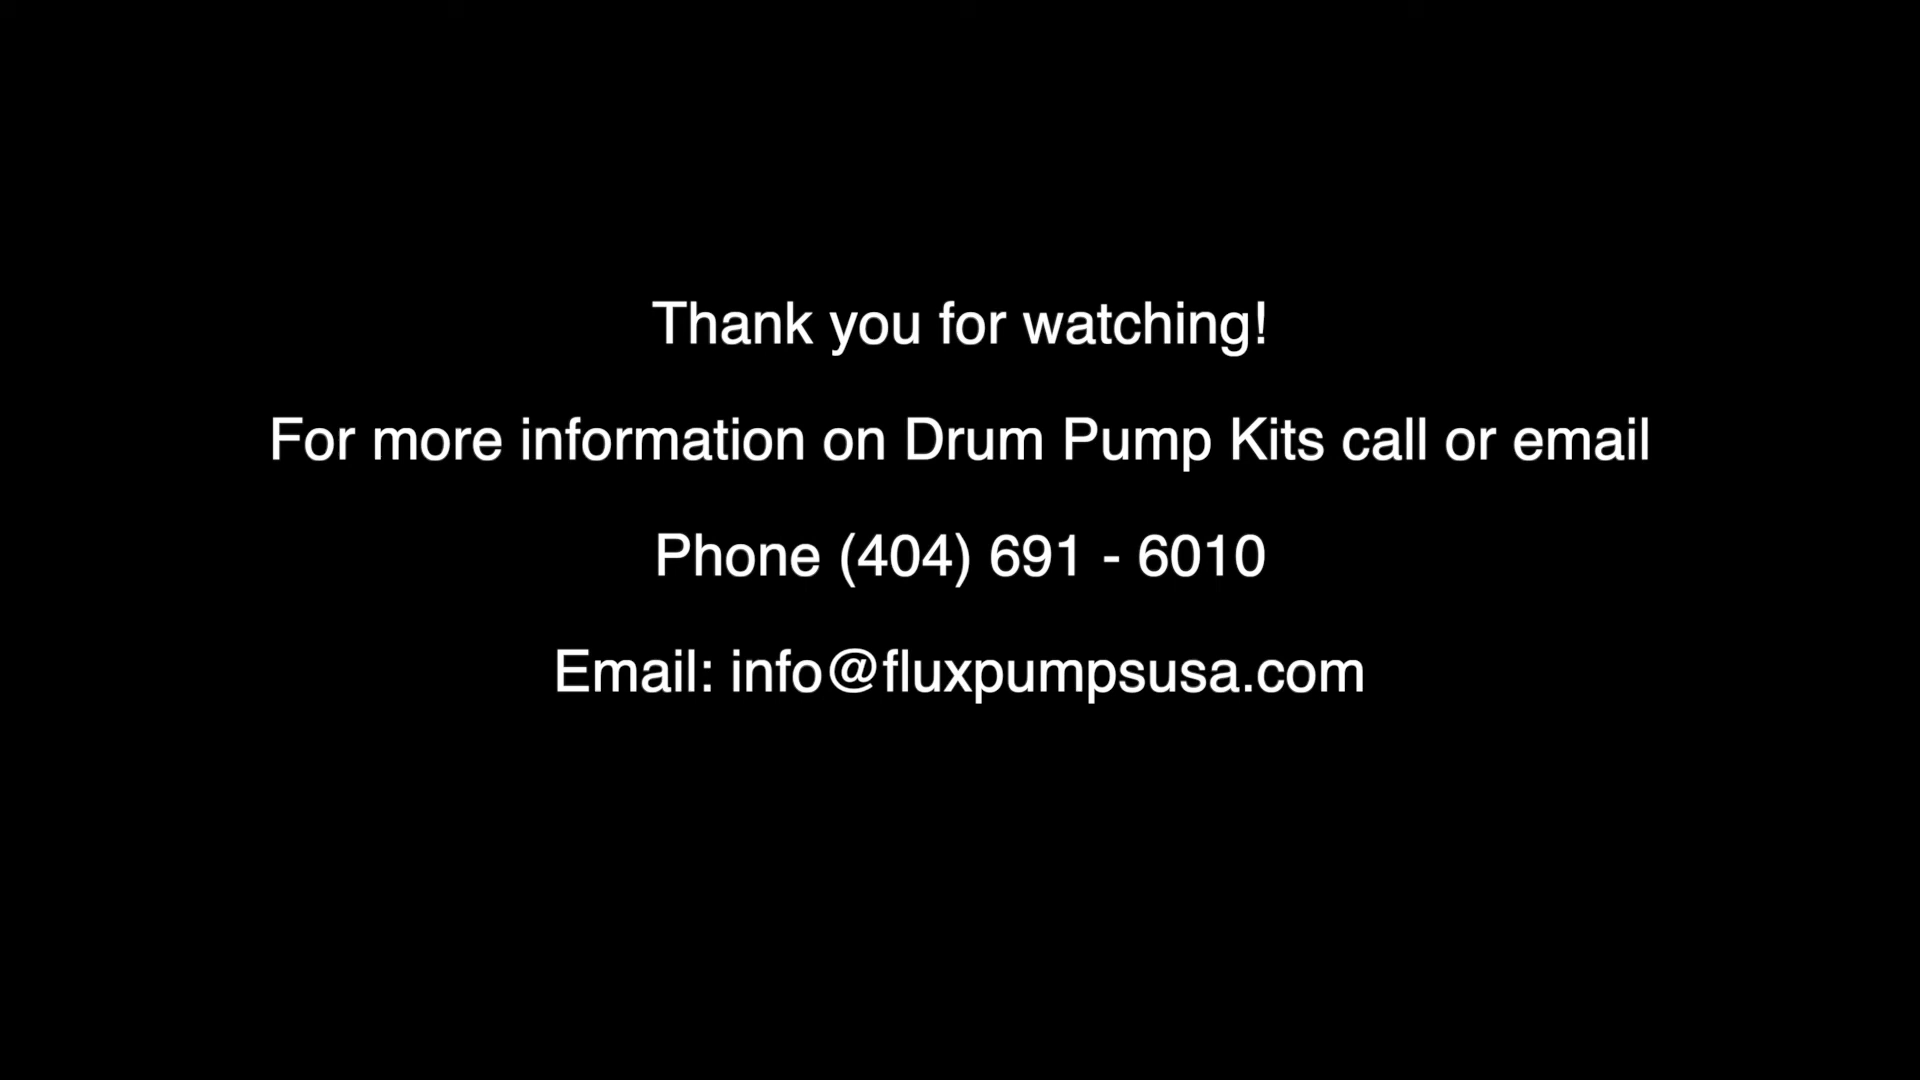 Thank you for watching!
For more information on Drum Pump Kits call or email
Phone (404) 691 - 6010
Email: info@fluxpumpsusa.com